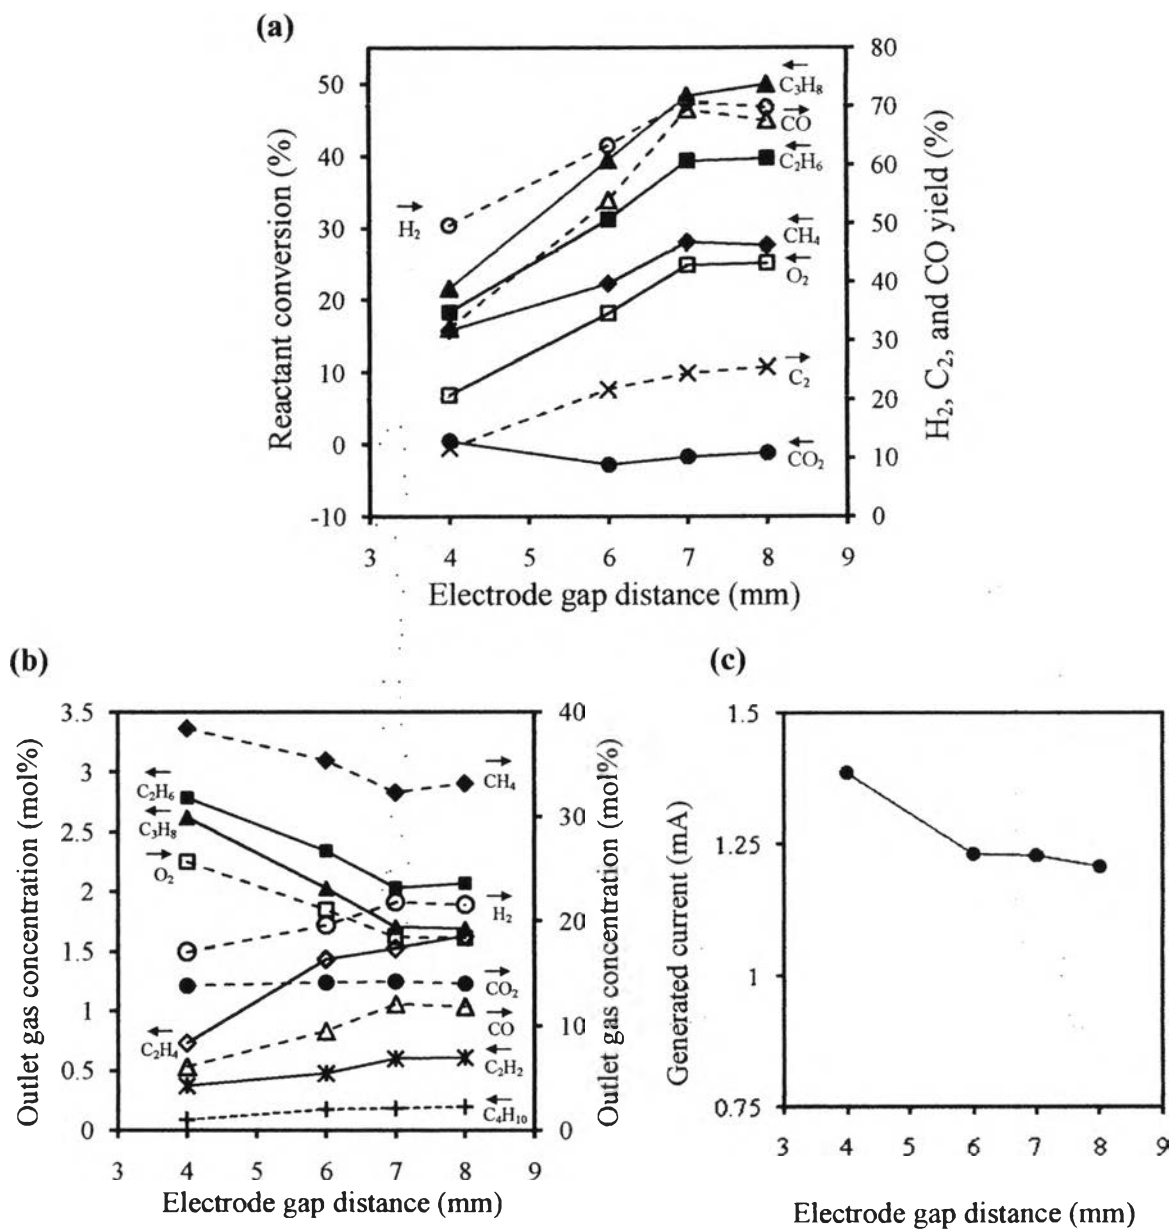 (a)
Reactant conversion (%)
50
40
30
20
10
0
-10
80
70
60
50
40
30
20
10
0
H₂, C₂, and CO yield (%)
C₃H₈
CO
C₂H₆
H₂
CH₄
O₂
C₂
CO₂
3 4 5 6 7 8 9
Electrode gap distance (mm)
(b)
Outlet gas concentration (mol%)
3.5
3
2.5
2
1.5
1
0.5
0
40
30
20
10
0
Outlet gas concentration (mol%)
CH₄
C₂H₆
C₃H₈
O₂
H₂
CO₂
CO
C₂H₄
C₂H₂
C₄H₁₀
3 4 5 6 7 8 9
Electrode gap distance (mm)
(c)
Generated current (mA)
1.5
1.25
1
0.75
3 4 5 6 7 8 9
Electrode gap distance (mm)